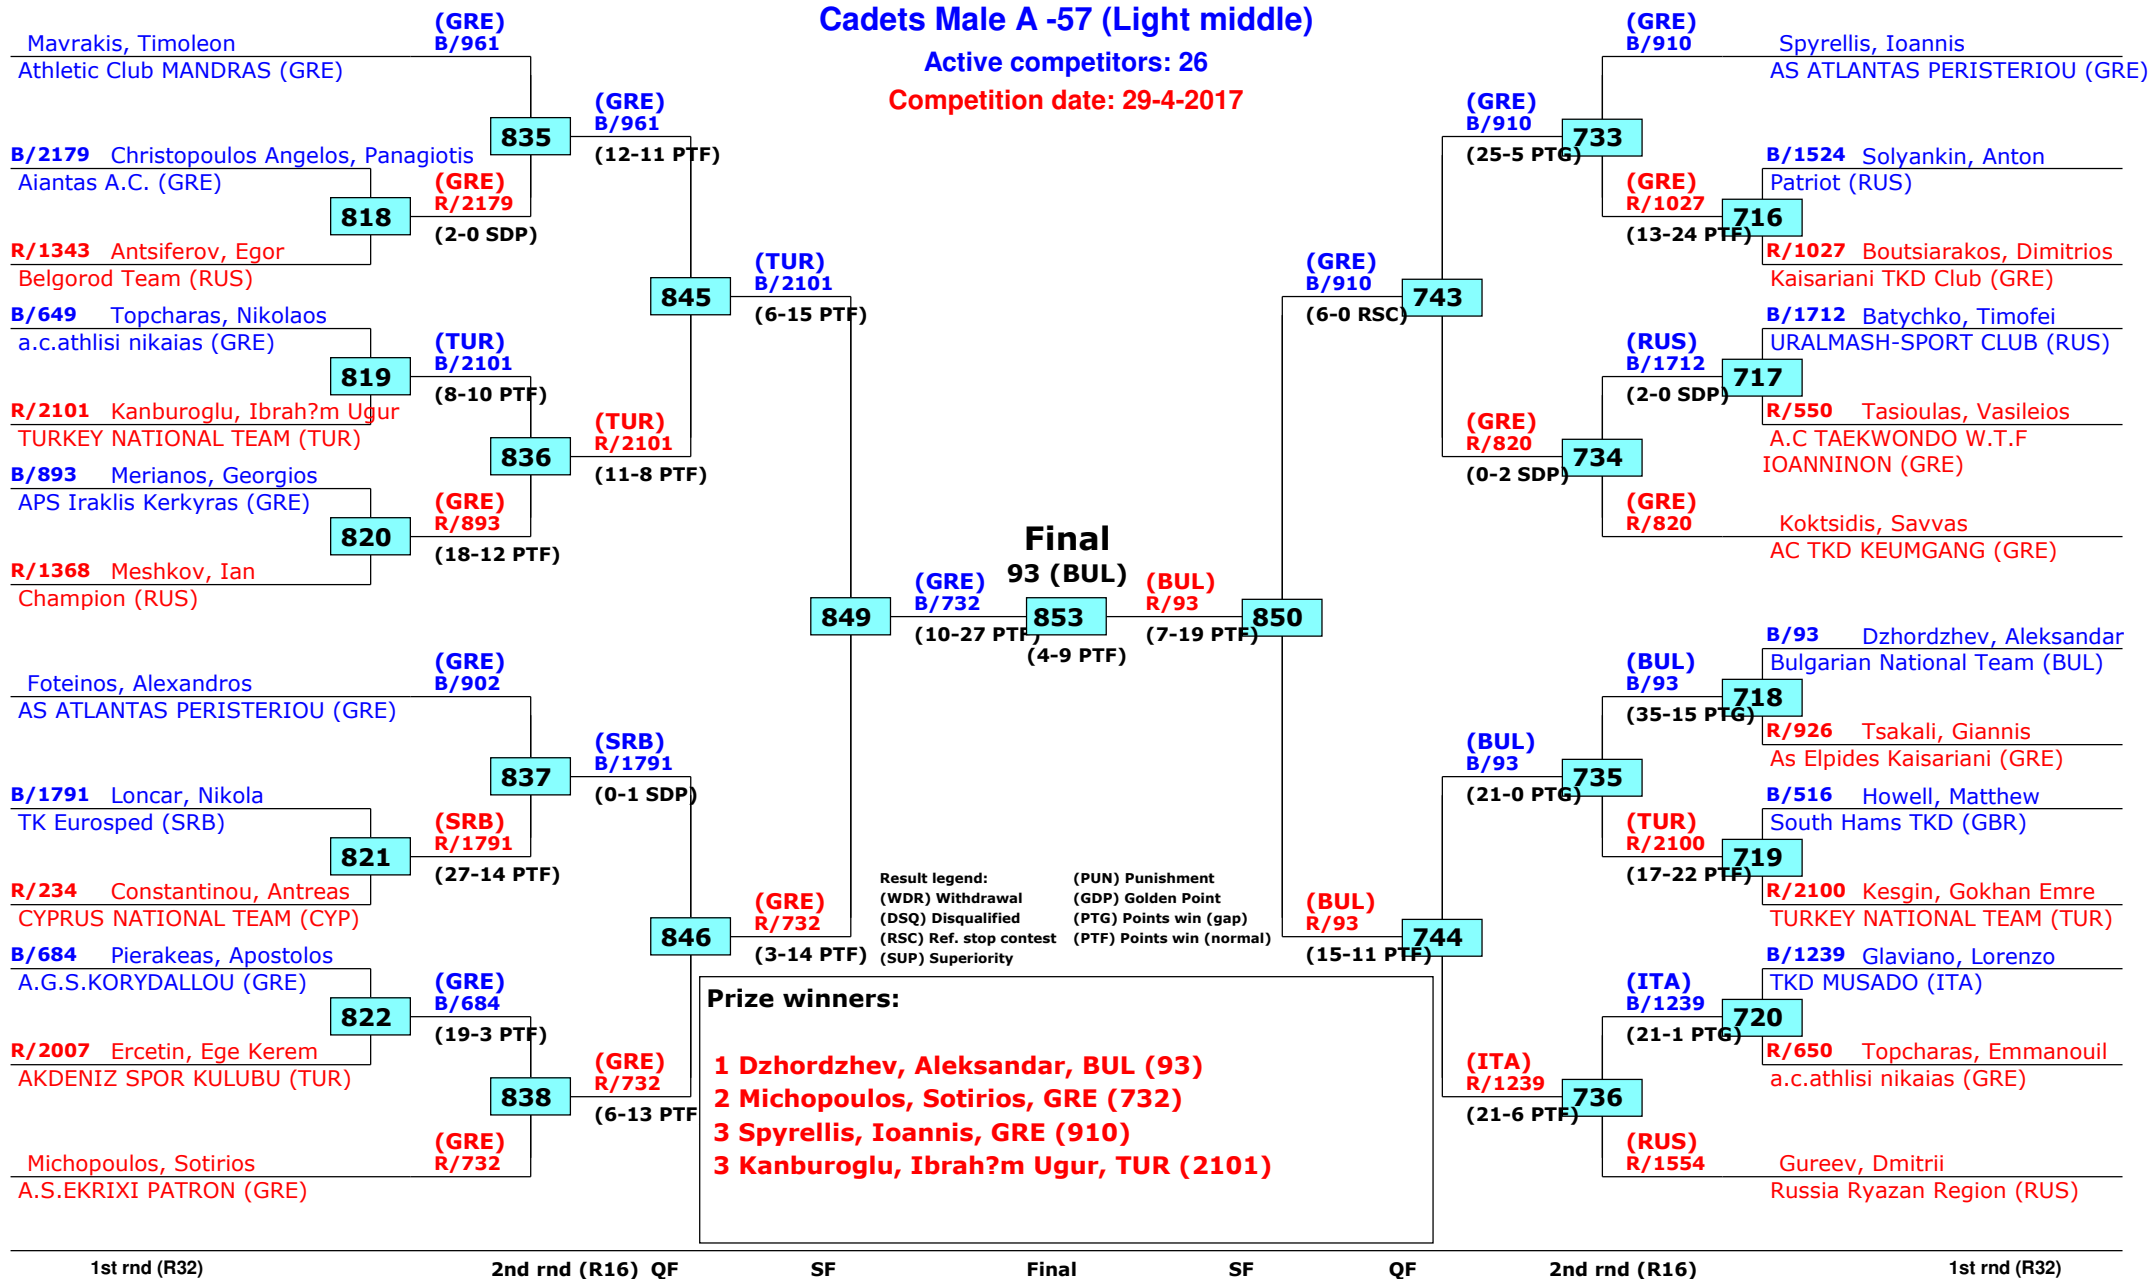 Cadets Male A -57 (Light middle)
Active competitors: 26
Competition date: 29-4-2017
Mavrakis, Timoleon
Athletic Club MANDRAS (GRE)
(GRE)
B/961
B/2179 Christopoulos Angelos, Panagiotis
Aiantas A.C. (GRE)
818
R/1343 Antsiferov, Egor
Belgorod Team (RUS)
(GRE)
R/2179
(2-0 SDP)
835
(GRE)
B/961
(12-11 PTF)
B/649 Topcharas, Nikolaos
a.c.athlisi nikaias (GRE)
819
R/2101 Kanburoglu, Ibrah?m Ugur
TURKEY NATIONAL TEAM (TUR)
(TUR)
B/2101
(8-10 PTF)
B/893 Merianos, Georgios
APS Iraklis Kerkyras (GRE)
820
R/1368 Meshkov, Ian
Champion (RUS)
(GRE)
R/893
(18-12 PTF)
836
(TUR)
R/2101
(11-8 PTF)
845
(TUR)
B/2101
(6-15 PTF)
Foteinos, Alexandros
AS ATLANTAS PERISTERIOU (GRE)
(GRE)
B/902
B/1791 Loncar, Nikola
TK Eurosped (SRB)
821
R/234 Constantinou, Antreas
CYPRUS NATIONAL TEAM (CYP)
(SRB)
R/1791
(27-14 PTF)
837
(SRB)
B/1791
(0-1 SDP)
B/684 Pierakeas, Apostolos
A.G.S.KORYDALLOU (GRE)
822
R/2007 Ercetin, Ege Kerem
AKDENIZ SPOR KULUBU (TUR)
(GRE)
B/684
(19-3 PTF)
Michopoulos, Sotirios
A.S.EKRIXI PATRON (GRE)
(GRE)
R/732
838
(GRE)
R/732
(6-13 PTF
846
(GRE)
R/732
(3-14 PTF)
849
(GRE)
B/732
(10-27 PTF)
Final
93 (BUL)
853
(4-9 PTF)
(BUL)
R/93
(7-19 PTF)
850
(GRE)
B/910
(6-0 RSC)
743
(GRE)
B/910
(25-5 PTG)
733
(GRE)
B/910
Spyrellis, Ioannis
AS ATLANTAS PERISTERIOU (GRE)
(GRE)
R/1027
(13-24 PTF)
716
B/1524 Solyankin, Anton
Patriot (RUS)
R/1027 Boutsiarakos, Dimitrios
Kaisariani TKD Club (GRE)
(GRE)
R/820
(0-2 SDP)
734
(RUS)
B/1712
(2-0 SDP)
717
B/1712 Batychko, Timofei
URALMASH-SPORT CLUB (RUS)
R/550 Tasioulas, Vasileios
A.C TAEKWONDO W.T.F
IOANNINON (GRE)
(GRE)
R/820
Koktsidis, Savvas
AC TKD KEUMGANG (GRE)
(BUL)
R/93
(15-11 PTF)
744
(BUL)
B/93
(21-0 PTG)
735
(BUL)
B/93
(35-15 PTG)
718
B/93 Dzhordzhev, Aleksandar
Bulgarian National Team (BUL)
R/926 Tsakali, Giannis
As Elpides Kaisariani (GRE)
(TUR)
R/2100
(17-22 PTF)
719
B/516 Howell, Matthew
South Hams TKD (GBR)
R/2100 Kesgin, Gokhan Emre
TURKEY NATIONAL TEAM (TUR)
(ITA)
R/1239
(21-6 PTF)
736
(ITA)
B/1239
(21-1 PTG)
720
B/1239 Glaviano, Lorenzo
TKD MUSADO (ITA)
R/650 Topcharas, Emmanouil
a.c.athlisi nikaias (GRE)
(RUS)
R/1554
Gureev, Dmitrii
Russia Ryazan Region (RUS)
Result legend: (PUN) Punishment
(WDR) Withdrawal (GDP) Golden Point
(DSQ) Disqualified (PTG) Points win (gap)
(RSC) Ref. stop contest (PTF) Points win (normal)
(SUP) Superiority
Prize winners:
1 Dzhordzhev, Aleksandar, BUL (93)
2 Michopoulos, Sotirios, GRE (732)
3 Spyrellis, Ioannis, GRE (910)
3 Kanburoglu, Ibrah?m Ugur, TUR (2101)
1st rnd (R32) 2nd rnd (R16) QF SF Final SF QF 2nd rnd (R16) 1st rnd (R32)